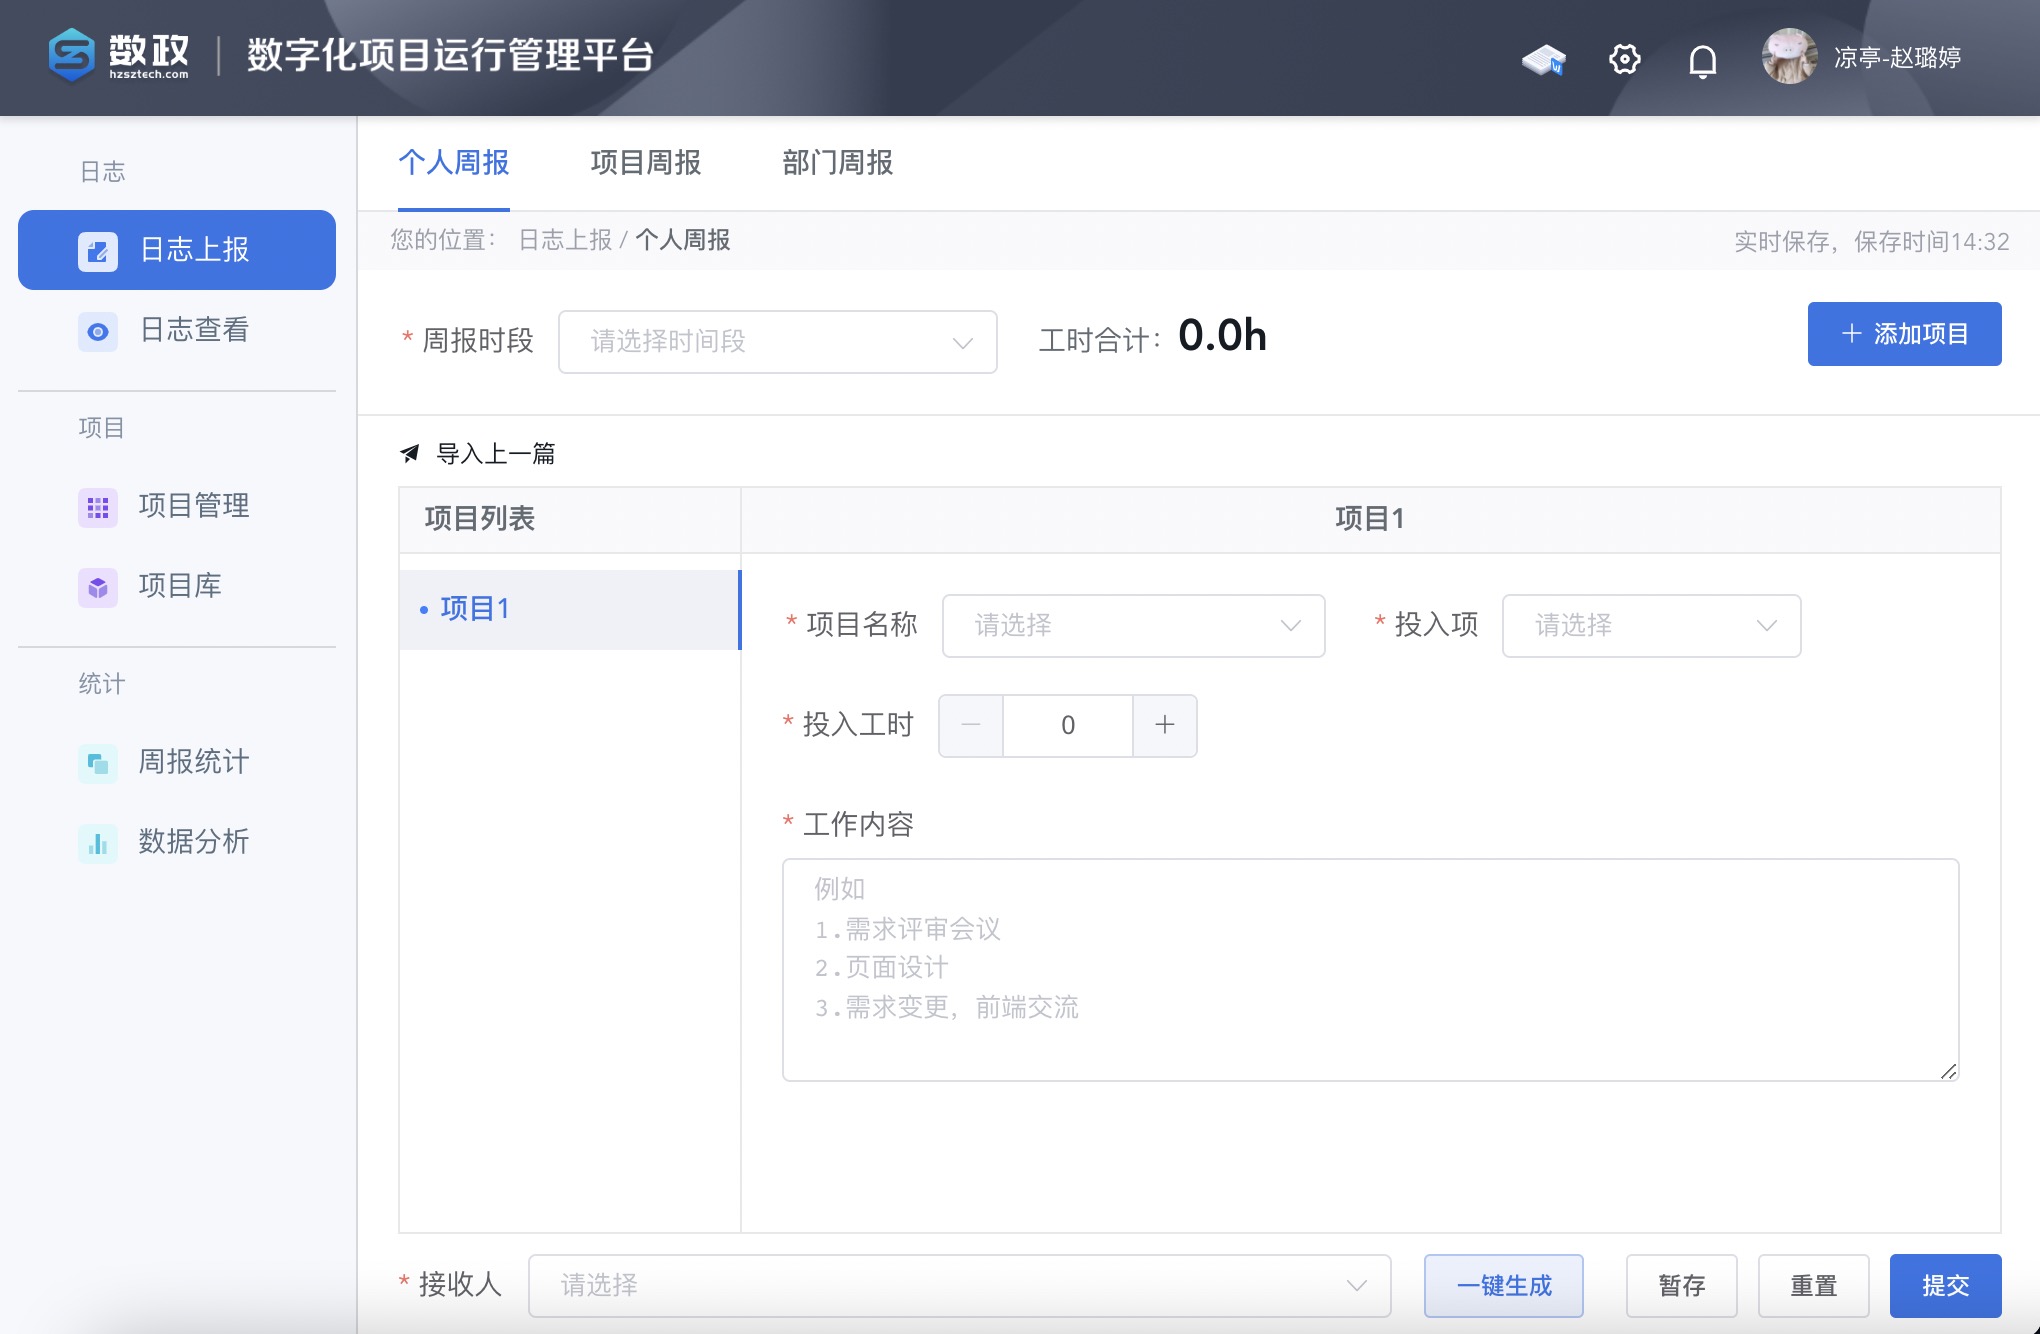 数政
hzsztech.com
数字化项目运行管理平台
凉亭-赵璐婷
日志
日志上报
日志查看
项目
项目管理
项目库
统计
周报统计
数据分析
个人周报 项目周报 部门周报
您的位置： 日志上报 / 个人周报
实时保存，保存时间14:32
* 周报时段 请选择时间段
工时合计：0.0h
添加项目
导入上一篇
项目列表
项目1
项目1
* 项目名称 请选择
* 投入项 请选择
* 投入工时 0
* 工作内容
例如
1.需求评审会议
2.页面设计
3.需求变更，前端交流
* 接收人 请选择
一键生成
暂存
重置
提交